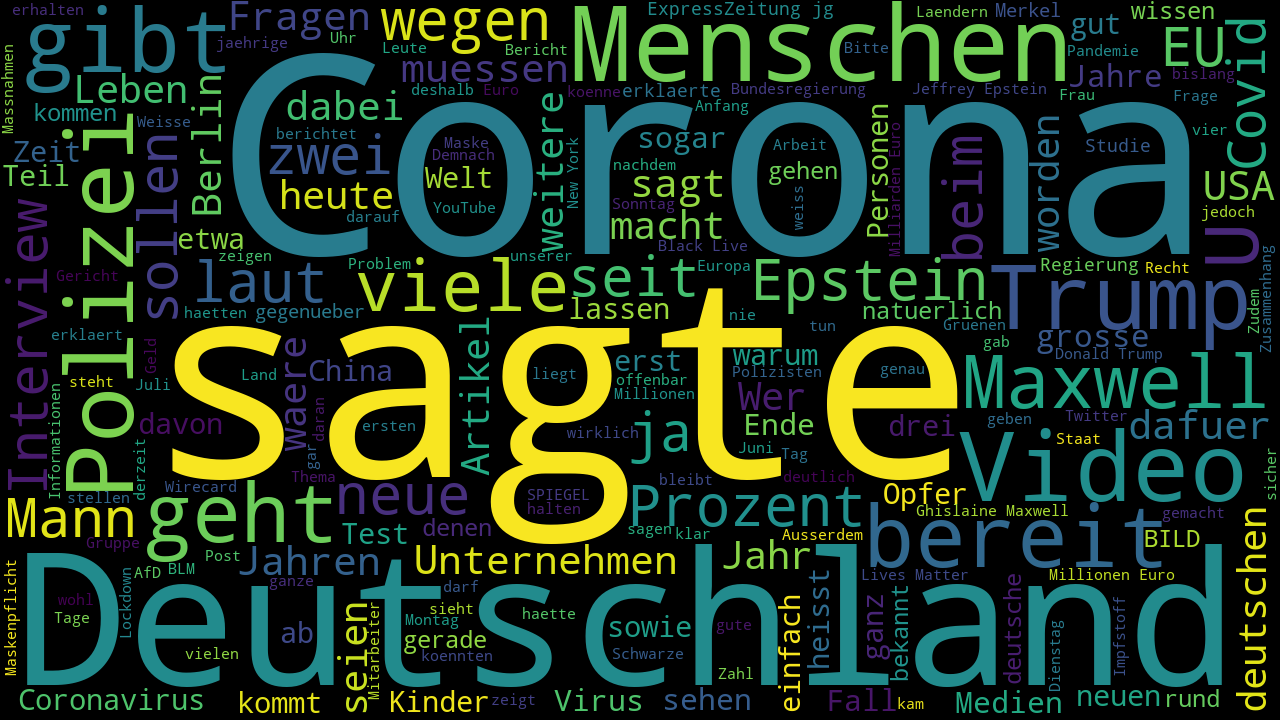 erhalten
gibt
Fragen
jaehrige
Uhr
wegen
Leute
Bericht
Menschen
ExpressZeitung jg
Bitte
Laendern
Merkel
gut
Pandemie
wissen
EU
bislang
Covid
Massnahmen
Leben
kommen
Weisse
Zeit
Teil
Polizei
sollen
Berlin
dabei
berichtet
zwei
heute
darauf
etwa
zeigen
muessen
deshalb
Euro
koenne
erklaerte
Anfang
Bundesregierung
Jeffrey Epstein
Jahre
Frau
Frage
vier
Corona
Maske
Demnach
Welt
YouTube
weitere
New York
sogar
nachdem
sagt
Sonntag
macht
Black Live
Arbeit
gehen
weiss
Personen
Milliarden Euro
beim
worden
Studie
USA
jedoch
U
Interview
Gericht
erklaert
laut
haetten
gegenueber
Problem
viele
unserer
seit
Europa
lassen
nie
Epstein
natuerlich
tun
Gruenen
gab
Regierung
Recht
Trump
grosse
Donald Trump
Zudem
Zusammenhang
Geld
steht
Juli
Land
Waere
China
daran
ersten
gar
davon
Informationen
derzeit
stellen
Artikel
sagte
liegt
erst
offenbar
Millionen
wirklich
ja
warum
Polizisten
Wer
Ende
Juni
Tag
genau
drei
Maxwell
geben
Twitter
Staat
dafuer
Video
sicher
Mann
Gruppe
geht
Wirecard
Thema
neue
Test
denen
SPIEGEL
halten
bleibt
deutlich
Prozent
sagen
klar
Ausserdem
Opfer
Ghislaine Maxwell
gemacht
bereit
BILD
deutschen
Maskenpflicht
AfD
BLM
Post
Jahren
ganze
Unternehmen
Jahr
Lives Matter
Millionen Euro
wohl
Tage
Lockdown
vielen
Deutschland
ab
seien
Mitarbeiter
darf
sieht
Montag
gerade
koennten
haette
sowie
Schwarze
gute
Zahl
einfach
heisst
ganz
bekannt
deutsche
Dienstag
Impfstoff
Coronavirus
kommt
Kinder
zeigt
Virus
sehen
Fall
kam
Medien
neuen
rund